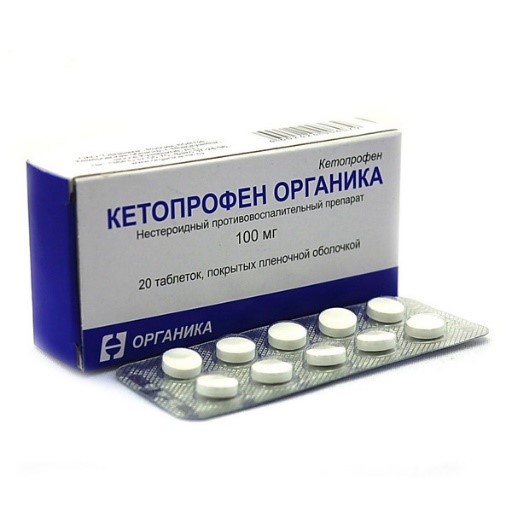 Кетопрофен
КЕТОПРОФЕН ОРГАНИКА
Нестероидный противовоспалительный препарат
100 мг
20 таблеток, покрытых пленочной оболочкой
ОРГАНИКА